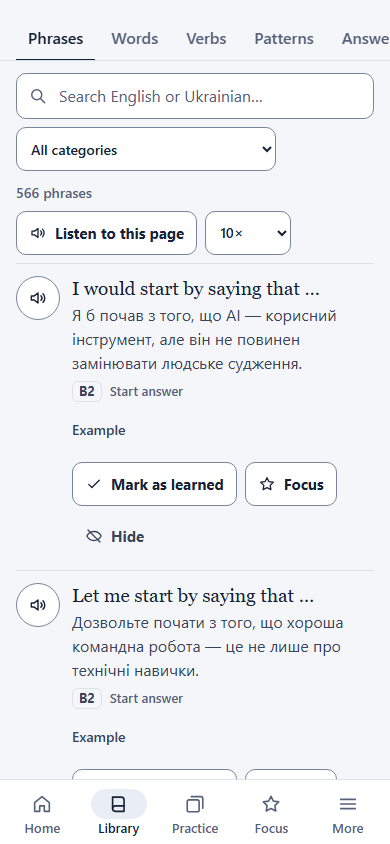 Phrases Words Verbs Patterns Answe
Search English or Ukrainian...
All categories
566 phrases
Listen to this page 10×
I would start by saying that ...
Я б почав з того, що AI — корисний
інструмент, але він не повинен
замінювати людське судження.
B2 Start answer
Example
Mark as learned Focus
Hide
Let me start by saying that ...
Дозвольте почати з того, що хороша
командна робота — це не лише про
технічні навички.
B2 Start answer
Example
Home Library Practice Focus More